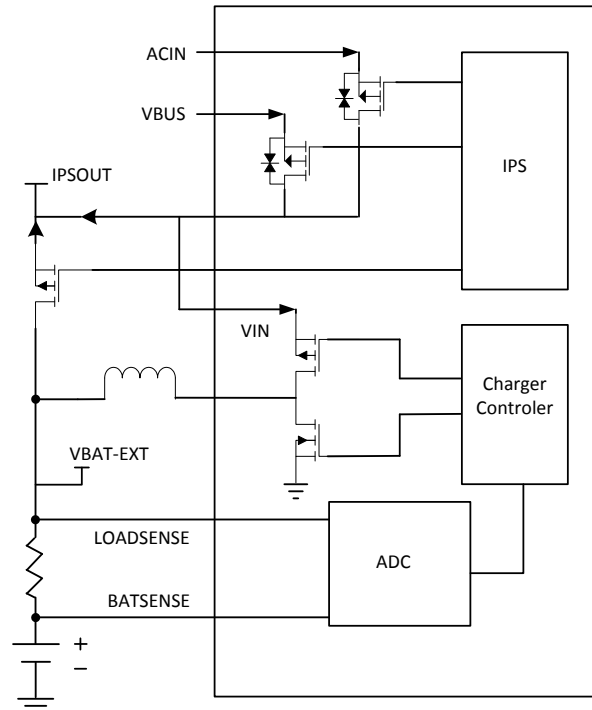 ACIN
VBUS
IPS
IPSOUT
VIN
Charger
Controler
VBAT-EXT
LOADSENSE
ADC
BATSENSE
+
−